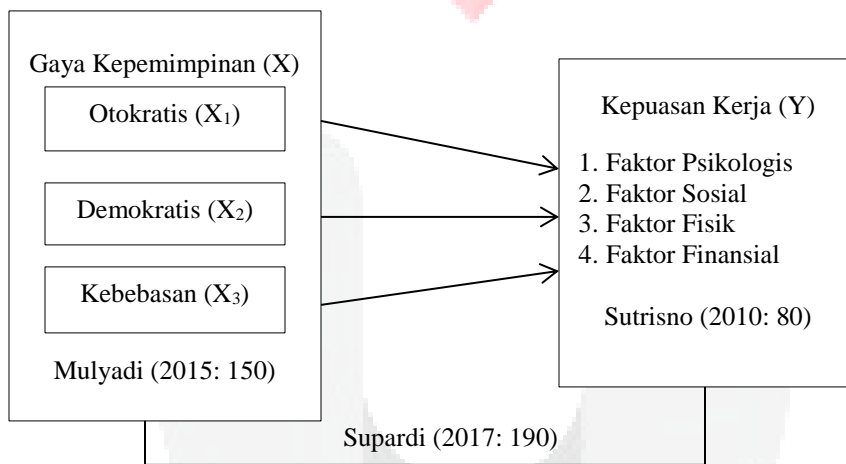 Gaya Kepemimpinan (X)
Otokratis (X₁)
Demokratis (X₂)
Kebebasan (X₃)
Mulyadi (2015: 150)
Kepuasan Kerja (Y)
1. Faktor Psikologis
2. Faktor Sosial
3. Faktor Fisik
4. Faktor Finansial
Sutrisno (2010: 80)
Supardi (2017: 190)